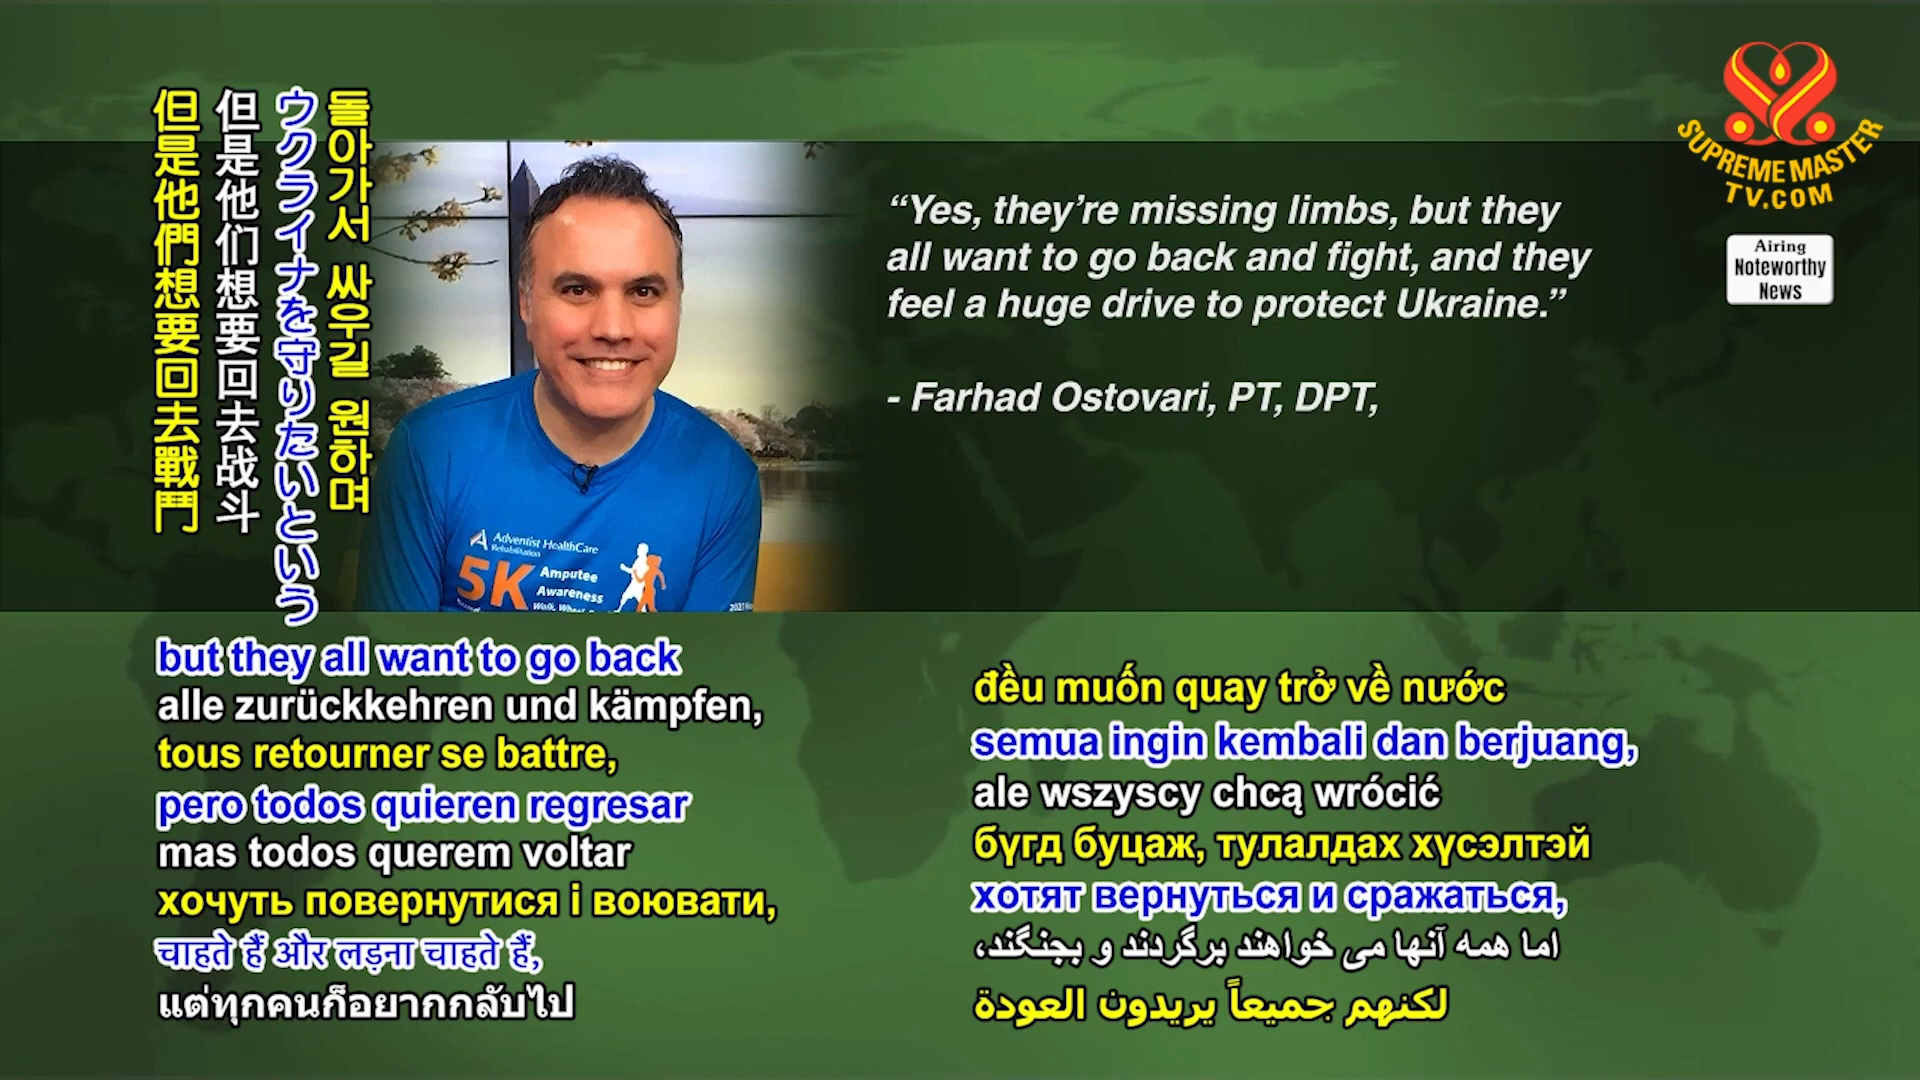 돌아가서 싸우길 원하며
ウクライナを守りたいという
但是他们想要回去战斗
但是他們想要回去戰鬥
SUPREME MASTER
TV.COM
Airing
Noteworthy
News
“Yes, they’re missing limbs, but they
all want to go back and fight, and they
feel a huge drive to protect Ukraine.”
- Farhad Ostovari, PT, DPT,
Adventist HealthCare
Rehabilitation
5K
Amputee
Awareness
but they all want to go back
alle zurückkehren und kämpfen,
tous retourner se battre,
pero todos quieren regresar
mas todos querem voltar
хочуть повернутися і воювати,
चाहते हैं और लड़ना चाहते हैं,
แต่ทุกคนก็อยากกลับไป
đều muốn quay trở về nước
semua ingin kembali dan berjuang,
ale wszyscy chcą wrócić
бүгд буцаж, тулалдах хүсэлтэй
хотят вернуться и сражаться,
اما همه آنها می خواهند برگردند و بجنگند،
لكنهم جميعاً يريدون العودة